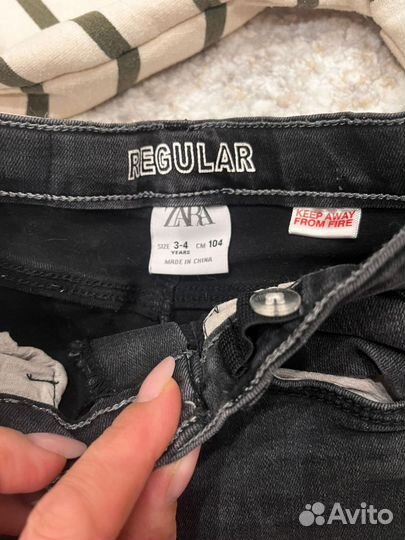 REGULAR
ZARA
SIZE 3-4 CM 104
YEARS
MADE IN CHINA
KEEP AWAY
FROM FIRE
Avito